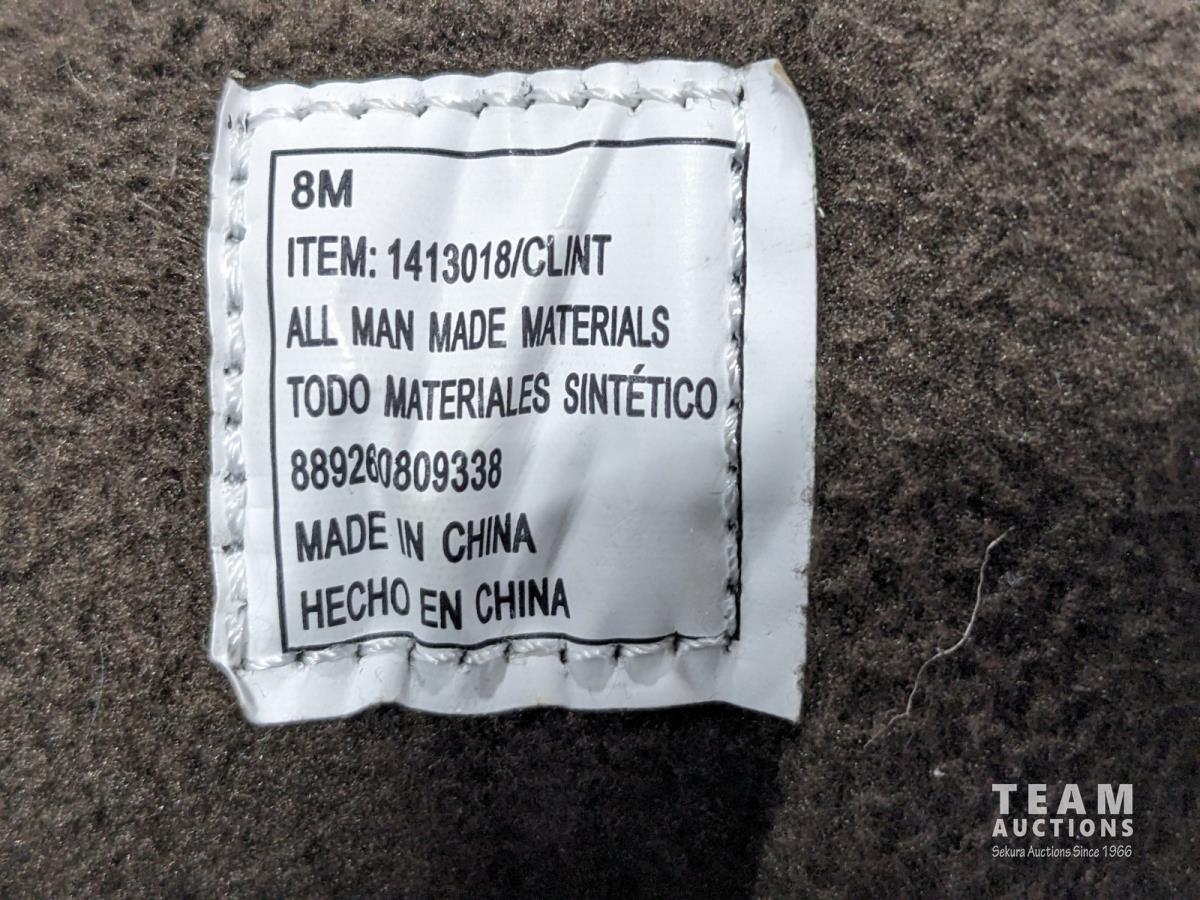 8M
ITEM: 1413018/CLINT
ALL MAN MADE MATERIALS
TODO MATERIALES SINTÉTICO
889260809338
MADE IN CHINA
HECHO EN CHINA
TEAM
AUCTIONS
Sekura Auctions Since 1966